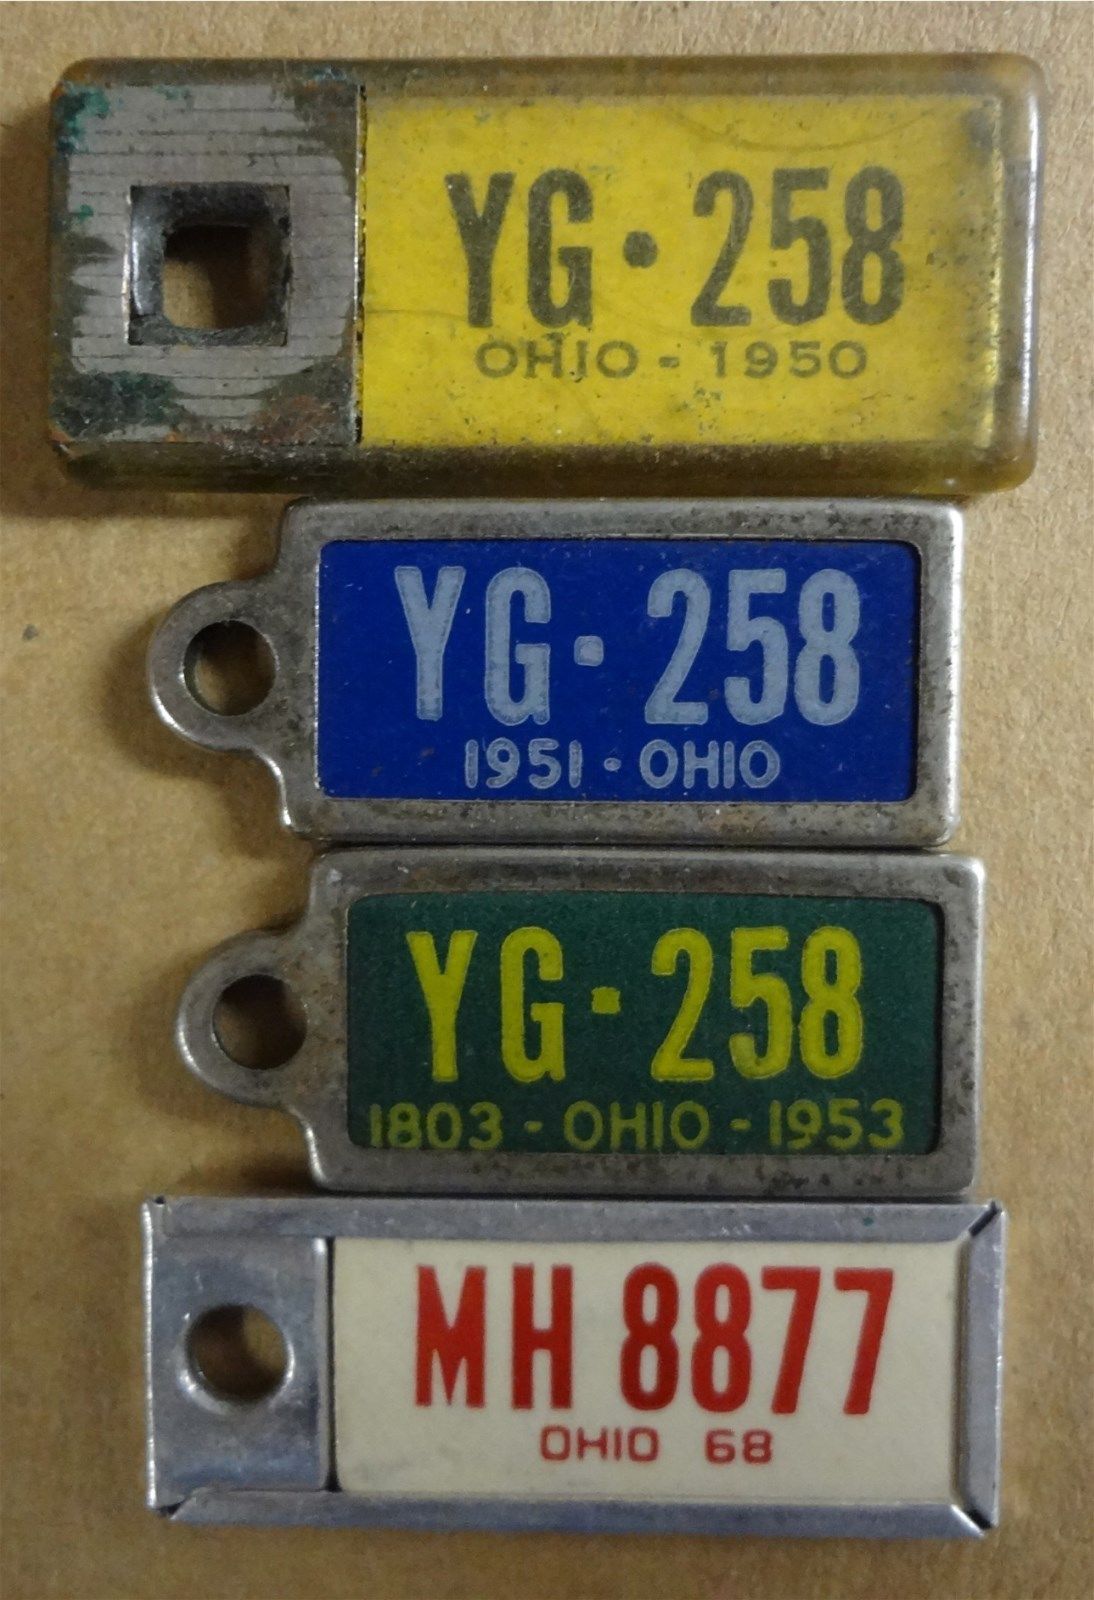 YG·258
OHIO - 1950
YG·258
1951 · OHIO
YG·258
1803 - OHIO - 1953
MH 8877
OHIO 68